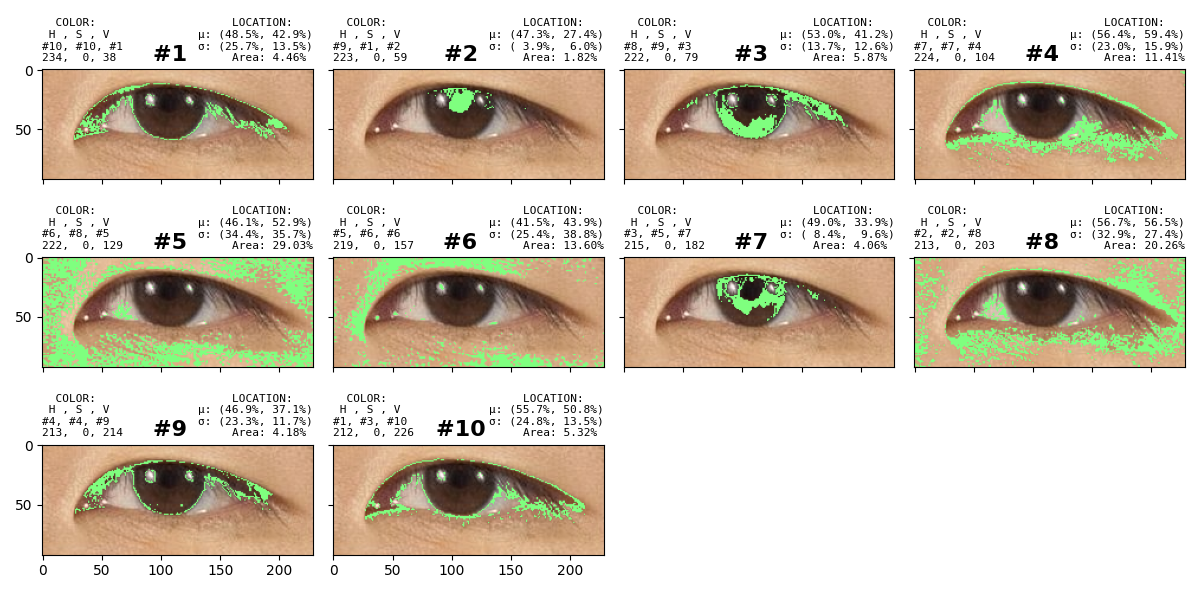 COLOR: LOCATION:
H , S , V μ: (48.5%, 42.9%)
#10, #10, #1 σ: (25.7%, 13.5%)
234, 0, 38 #1 Area: 4.46%
COLOR: LOCATION:
H , S , V μ: (47.3%, 27.4%)
#9, #1, #2 σ: ( 3.9%, 6.0%)
223, 0, 59 #2 Area: 1.82%
COLOR: LOCATION:
H , S , V μ: (53.0%, 41.2%)
#8, #9, #3 σ: (13.7%, 12.6%)
222, 0, 79 #3 Area: 5.87%
COLOR: LOCATION:
H , S , V μ: (56.4%, 59.4%)
#7, #7, #4 σ: (23.0%, 15.9%)
224, 0, 104 #4 Area: 11.41%
0
50
COLOR: LOCATION:
H , S , V μ: (46.1%, 52.9%)
#6, #8, #5 σ: (34.4%, 35.7%)
222, 0, 129 #5 Area: 29.03%
COLOR: LOCATION:
H , S , V μ: (41.5%, 43.9%)
#5, #6, #6 σ: (25.4%, 38.8%)
219, 0, 157 #6 Area: 13.60%
COLOR: LOCATION:
H , S , V μ: (49.0%, 33.9%)
#3, #5, #7 σ: ( 8.4%, 9.6%)
215, 0, 182 #7 Area: 4.06%
COLOR: LOCATION:
H , S , V μ: (56.7%, 56.5%)
#2, #2, #8 σ: (32.9%, 27.4%)
213, 0, 203 #8 Area: 20.26%
0
50
COLOR: LOCATION:
H , S , V μ: (46.9%, 37.1%)
#4, #4, #9 σ: (23.3%, 11.7%)
213, 0, 214 #9 Area: 4.18%
COLOR: LOCATION:
H , S , V μ: (55.7%, 50.8%)
#1, #3, #10 σ: (24.8%, 13.5%)
212, 0, 226 #10 Area: 5.32%
0
50
0 50 100 150 200
0 50 100 150 200